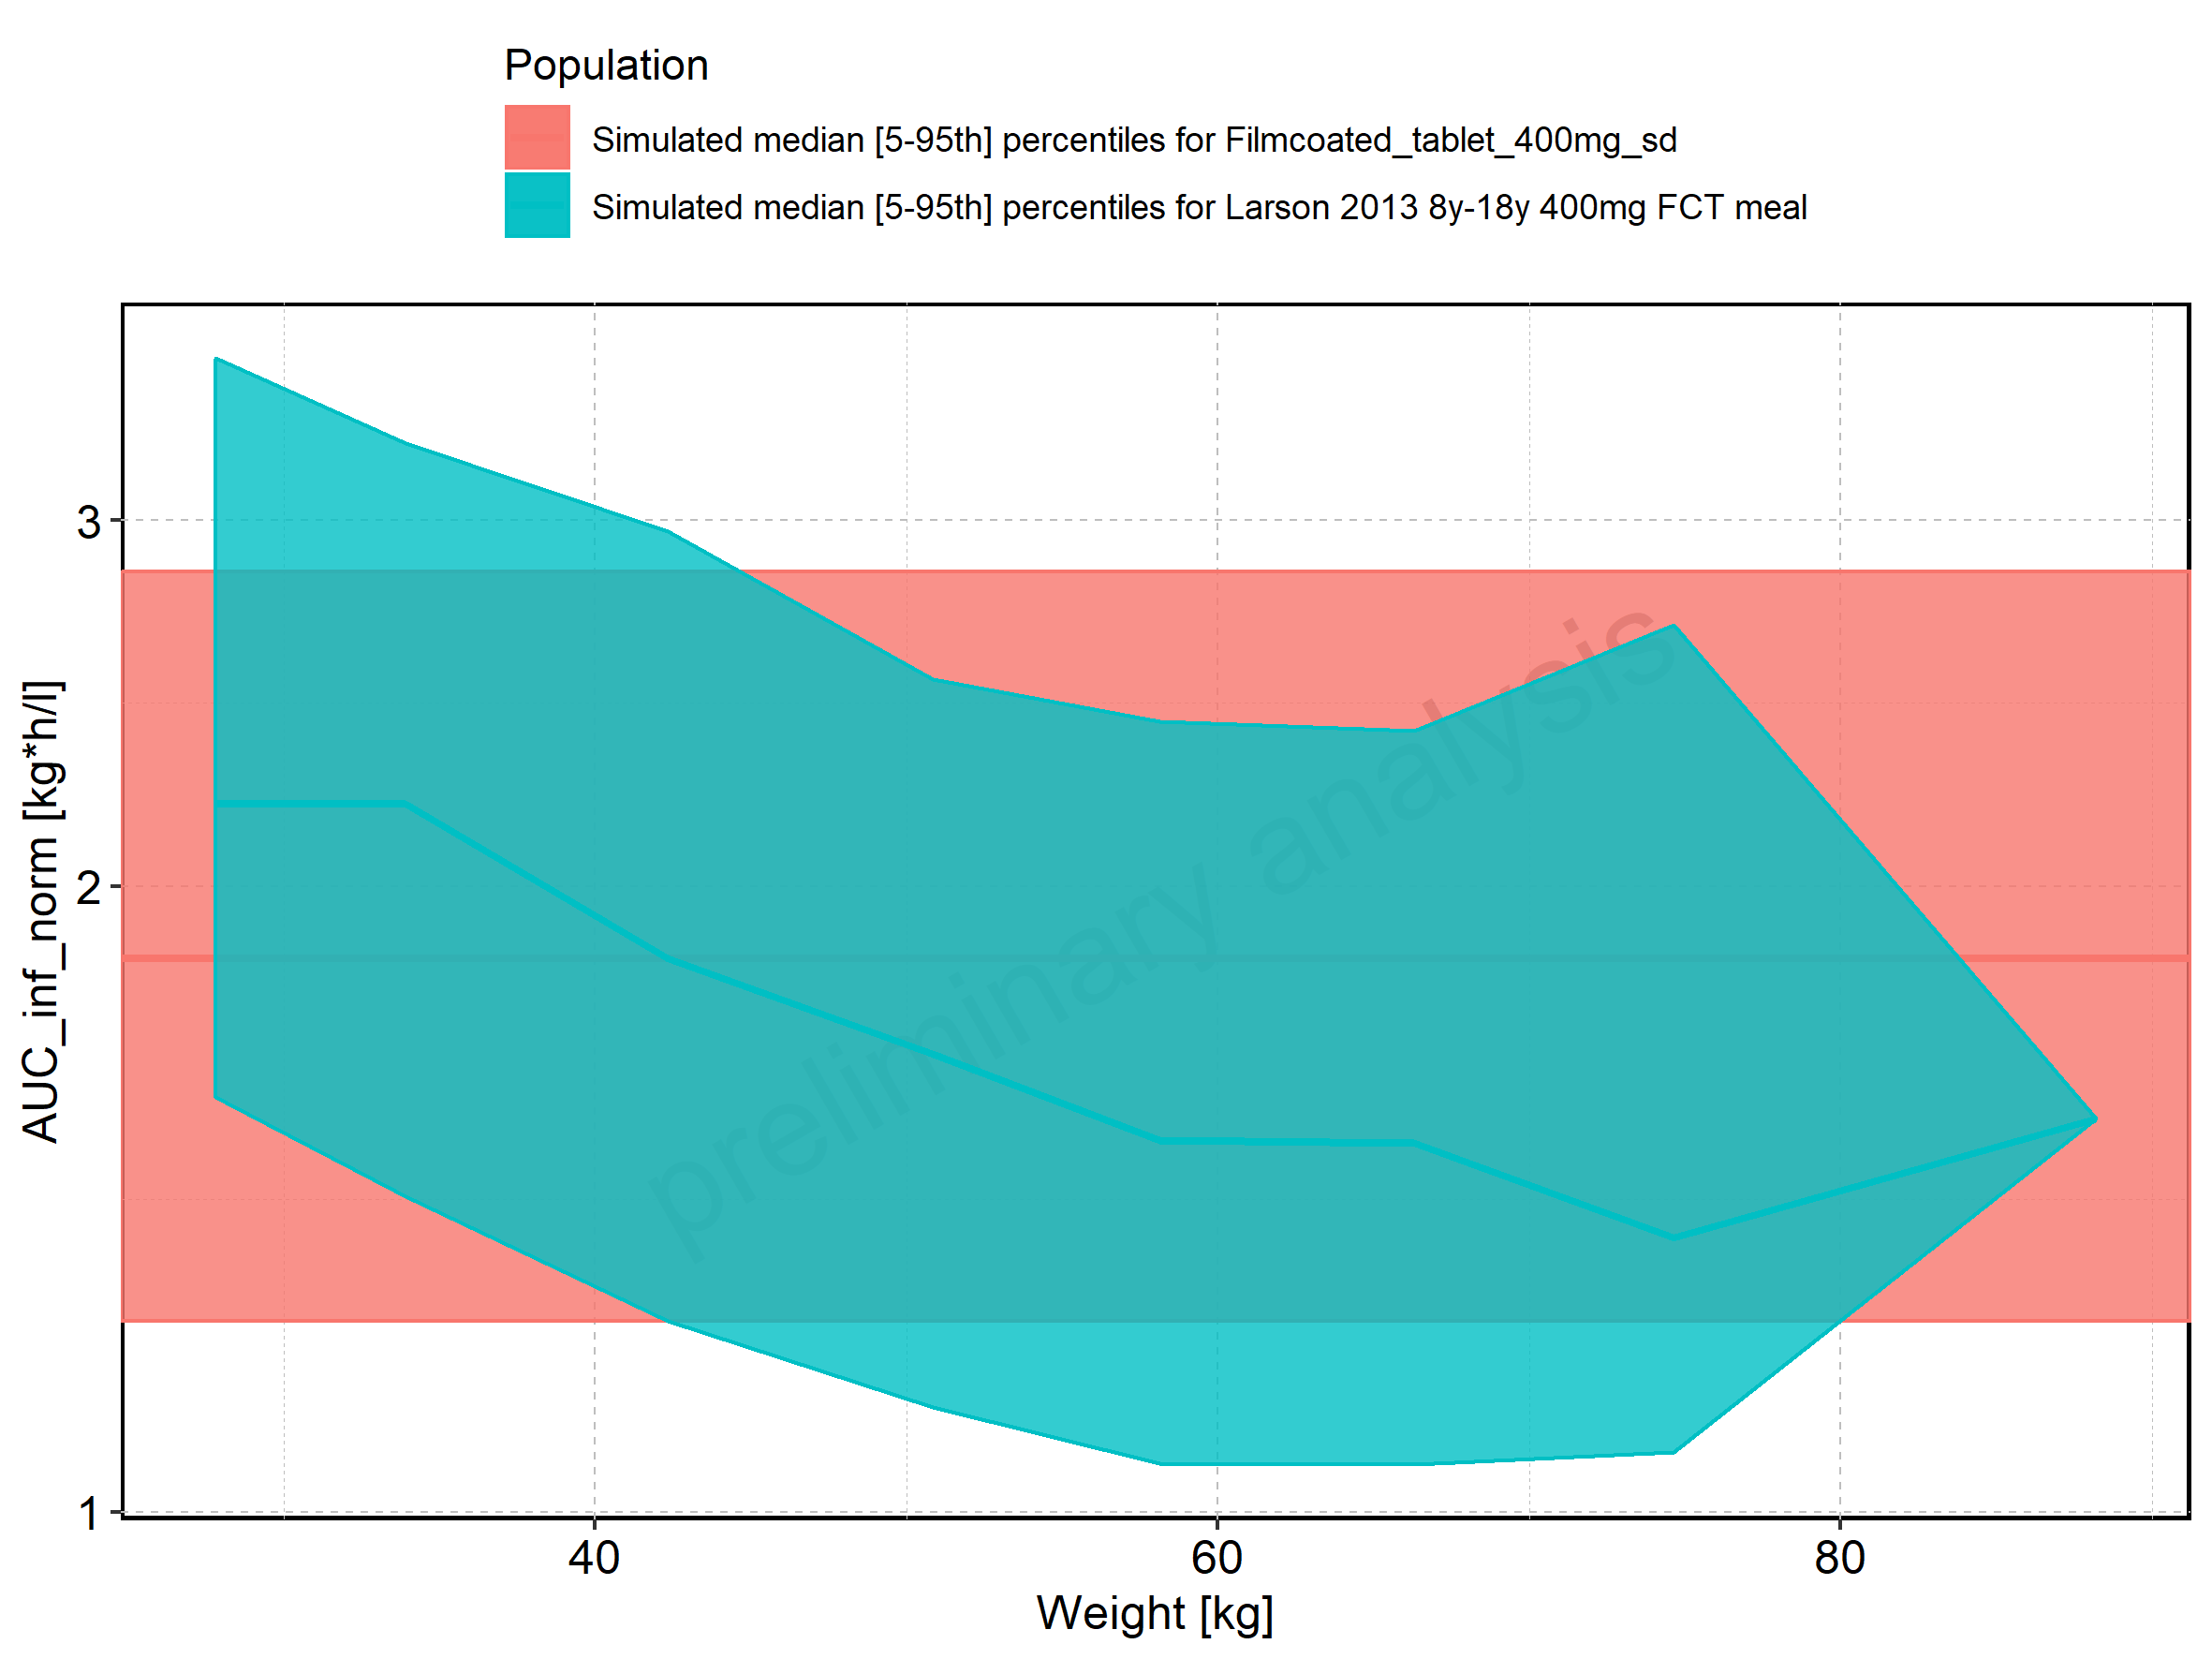 Population
Simulated median [5-95th] percentiles for Filmcoated_tablet_400mg_sd
Simulated median [5-95th] percentiles for Larson 2013 8y-18y 400mg FCT meal
3
2
1
AUC_inf_norm [kg*h/l]
preliminary analysis
40 60 80
Weight [kg]